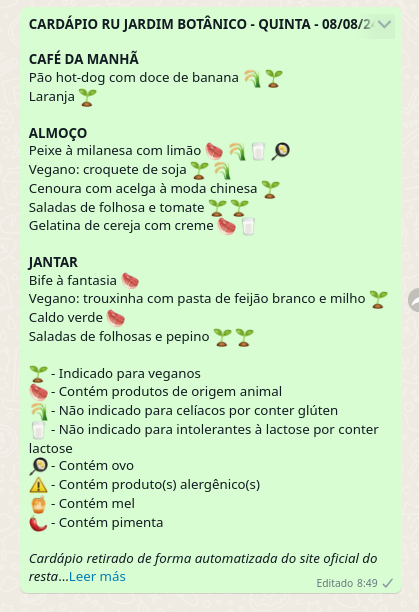 CARDÁPIO RU JARDIM BOTÂNICO - QUINTA - 08/08/24
CAFÉ DA MANHÃ
Pão hot-dog com doce de banana 🌾 🌱
Laranja 🌱
ALMOÇO
Peixe à milanesa com limão 🥩 🌾 🥛 🍳
Vegano: croquete de soja 🌱 🌾
Cenoura com acelga à moda chinesa 🌱
Saladas de folhosa e tomate 🌱 🌱
Gelatina de cereja com creme 🥩 🥛
JANTAR
Bife à fantasia 🥩
Vegano: trouxinha com pasta de feijão branco e milho 🌱
Caldo verde 🥩
Saladas de folhosas e pepino 🌱 🌱
🌱 - Indicado para veganos
🥩 - Contém produtos de origem animal
🌾 - Não indicado para celíacos por conter glúten
🥛 - Não indicado para intolerantes à lactose por conter
lactose
🍳 - Contém ovo
⚠️ - Contém produto(s) alergênico(s)
🍯 - Contém mel
🌶️ - Contém pimenta
Cardápio retirado de forma automatizada do site oficial do
resta...Leer más
Editado 8:49